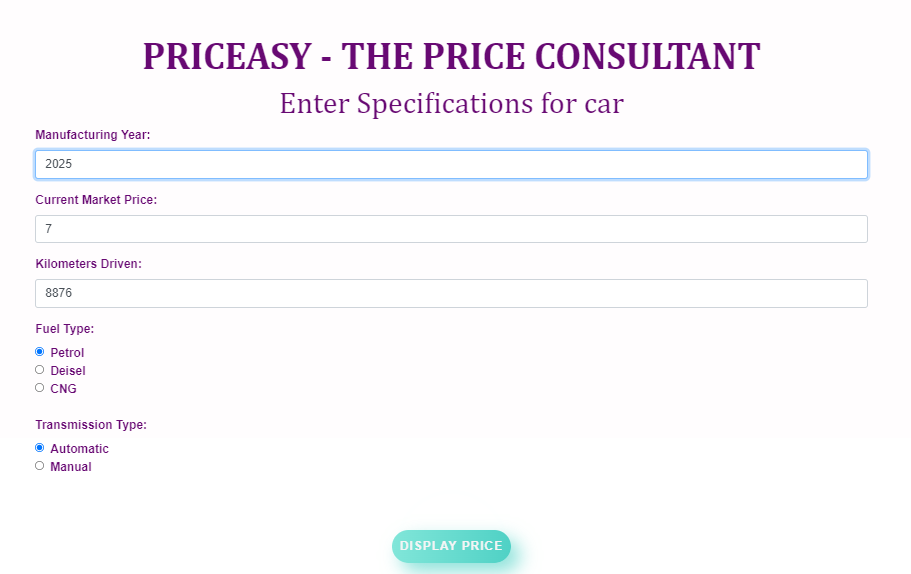 PRICEASY - THE PRICE CONSULTANT
Enter Specifications for car
Manufacturing Year:
2025
Current Market Price:
7
Kilometers Driven:
8876
Fuel Type:
Petrol
Deisel
CNG
Transmission Type:
Automatic
Manual
DISPLAY PRICE